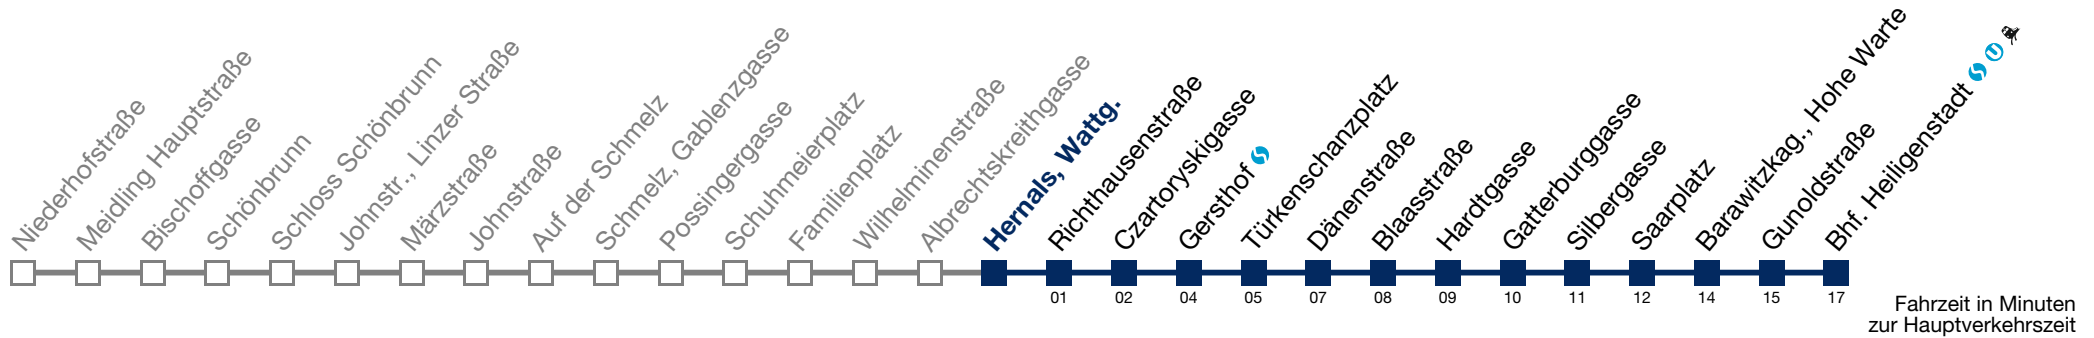 Niederhofstraße
Meidling Hauptstraße
Bischoffgasse
Schönbrunn
Schloss Schönbrunn
Johnstr., Linzer Straße
Märzstraße
Johnstraße
Auf der Schmelz
Schmelz, Gablenzgasse
Possingergasse
Schuhmeierplatz
Familienplatz
Wilhelminenstraße
Albrechtskreithgasse
Hernals, Wattg.
Richthausenstraße
Czartoryskigasse
Gersthof
Türkenschanzplatz
Dänenstraße
Blaasstraße
Hardtgasse
Gatterburggasse
Silbergasse
Saarplatz
Barawitzkag., Hohe Warte
Gunoldstraße
Bhf. Heiligenstadt S U
01 02 04 05 07 08 09 10 11 12 14 15 17
Fahrzeit in Minuten
zur Hauptverkehrszeit